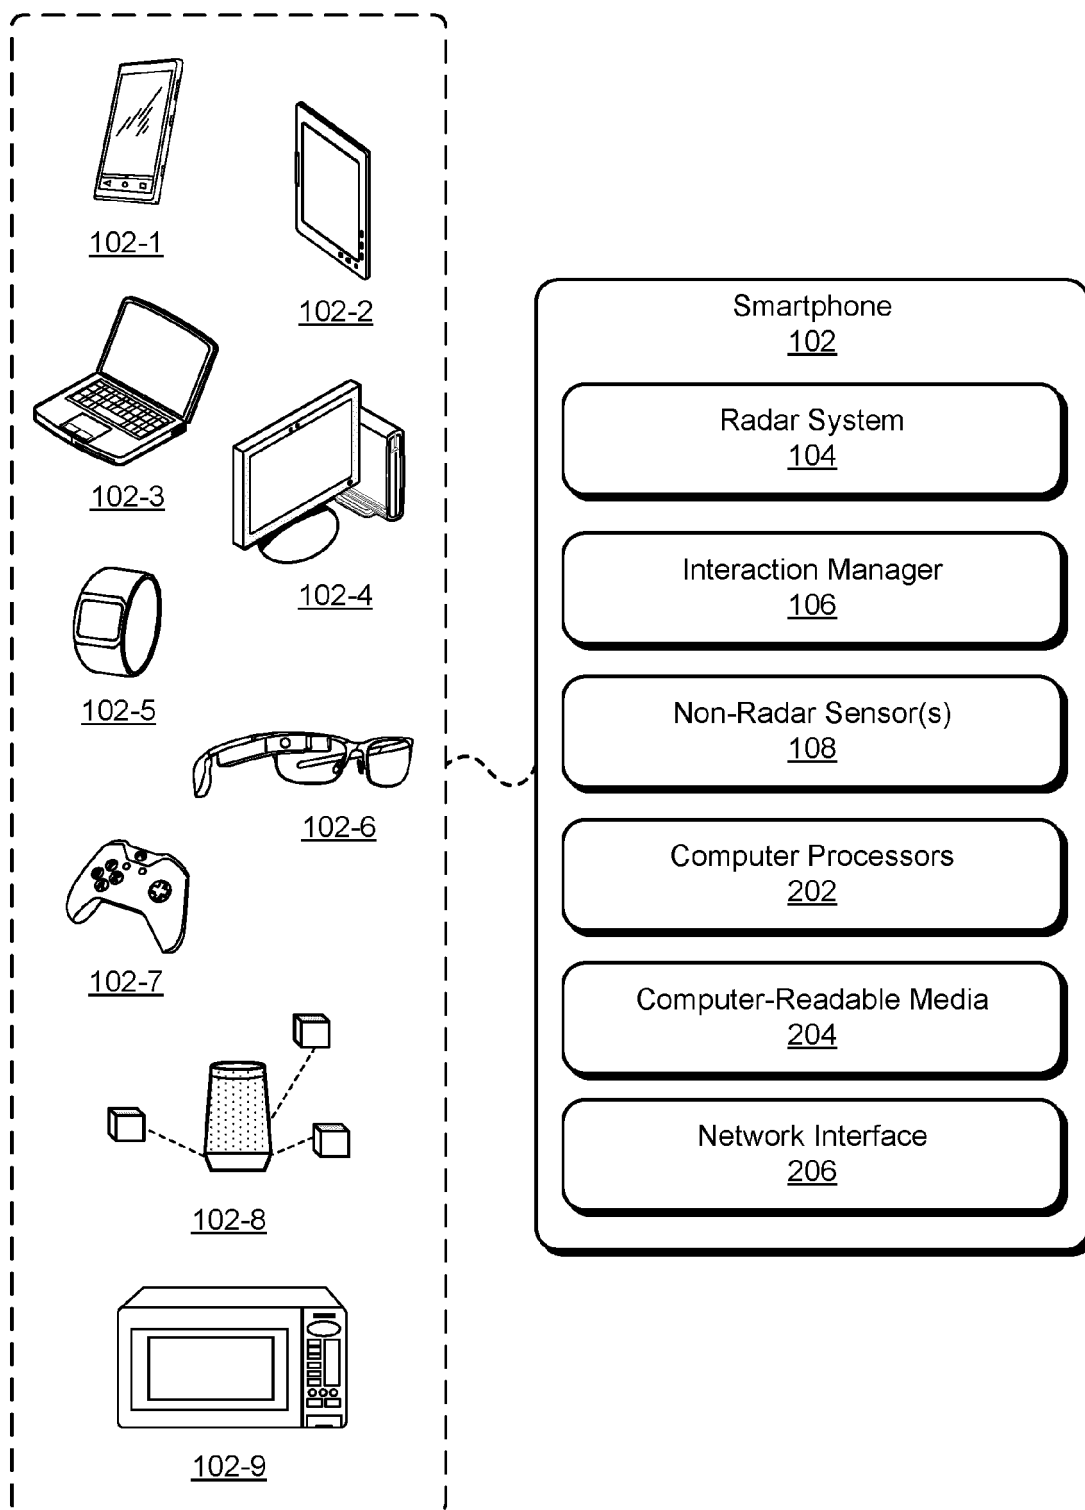 102-1
102-2
102-3
102-4
102-5
102-6
102-7
102-8
102-9
Smartphone
102
Radar System
104
Interaction Manager
106
Non-Radar Sensor(s)
108
Computer Processors
202
Computer-Readable Media
204
Network Interface
206